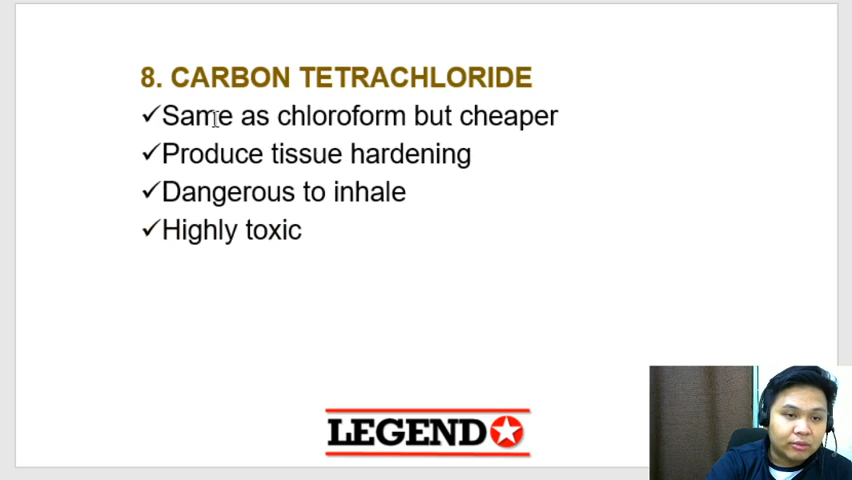 8. CARBON TETRACHLORIDE
✓Same as chloroform but cheaper
✓Produce tissue hardening
✓Dangerous to inhale
✓Highly toxic
LEGEND